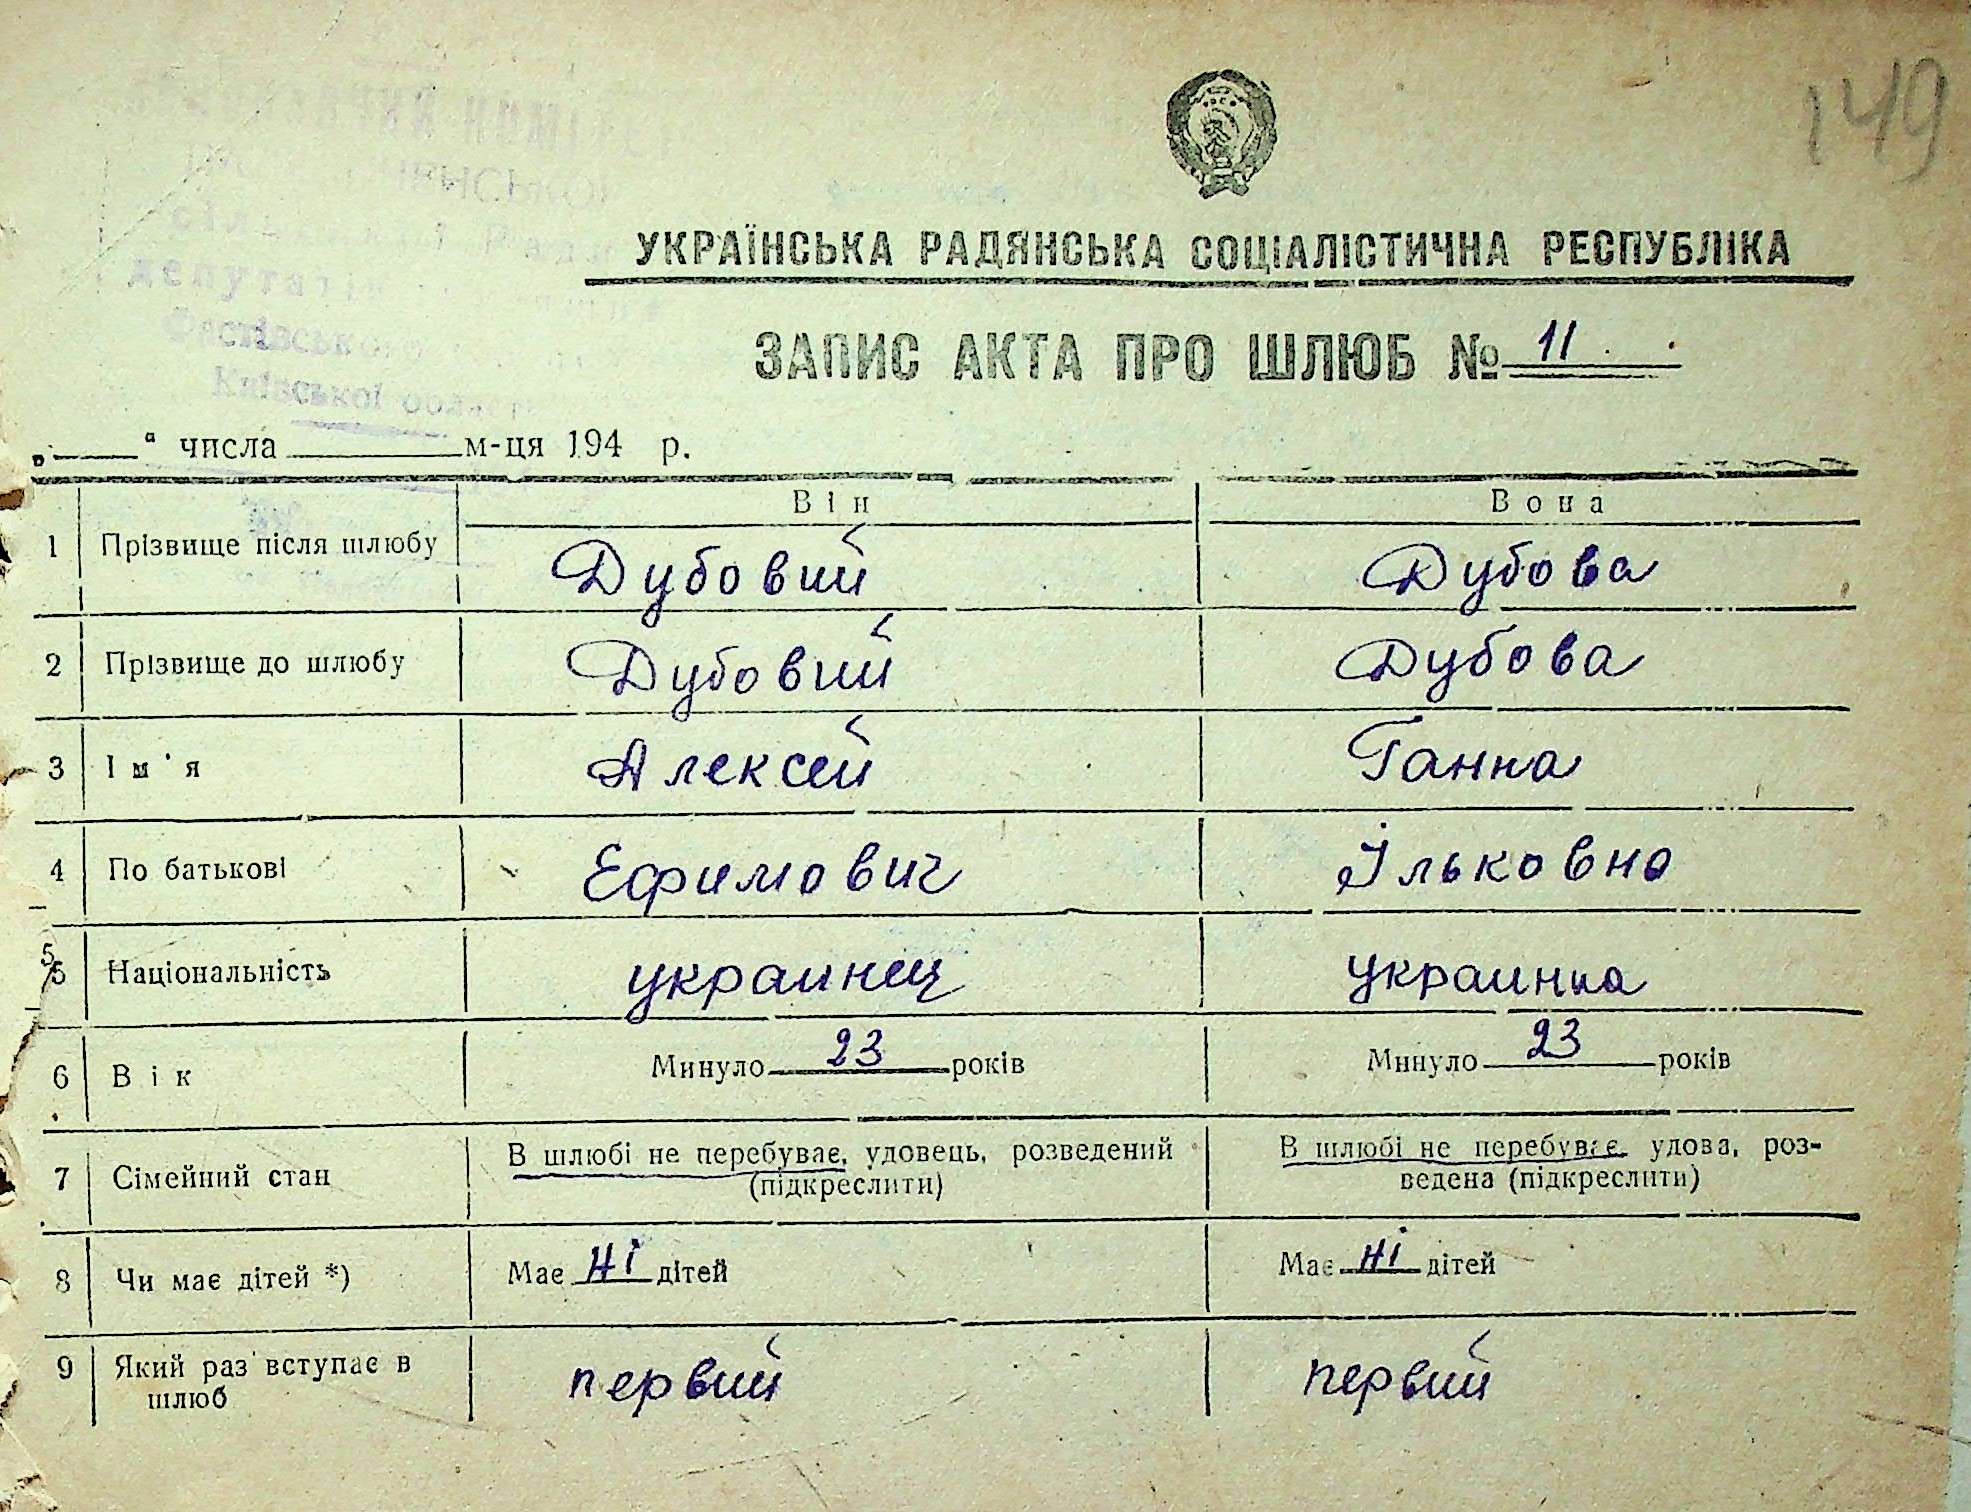 149
УКРАЇНСЬКА РАДЯНСЬКА СОЦІАЛІСТИЧНА РЕСПУБЛІКА
ЗАПИС АКТА ПРО ШЛЮБ № 11
„ “ числа м-ця 194 р.
Він Вона
1 Прізвище після шлюбу Дубовий Дубова
2 Прізвище до шлюбу Дубовий Дубова
3 Ім'я Алексей Ганна
4 По батькові Ефимович Ільковна
5 Національність украинец украинка
6 Вік Минуло 23 років Минуло 23 років
7 Сімейний стан В шлюбі не перебуває, удовець, розведений (підкреслити) В шлюбі не перебуває, удова, розведена (підкреслити)
8 Чи має дітей *) Має ні дітей Має ні дітей
9 Який раз вступає в шлюб первий первий